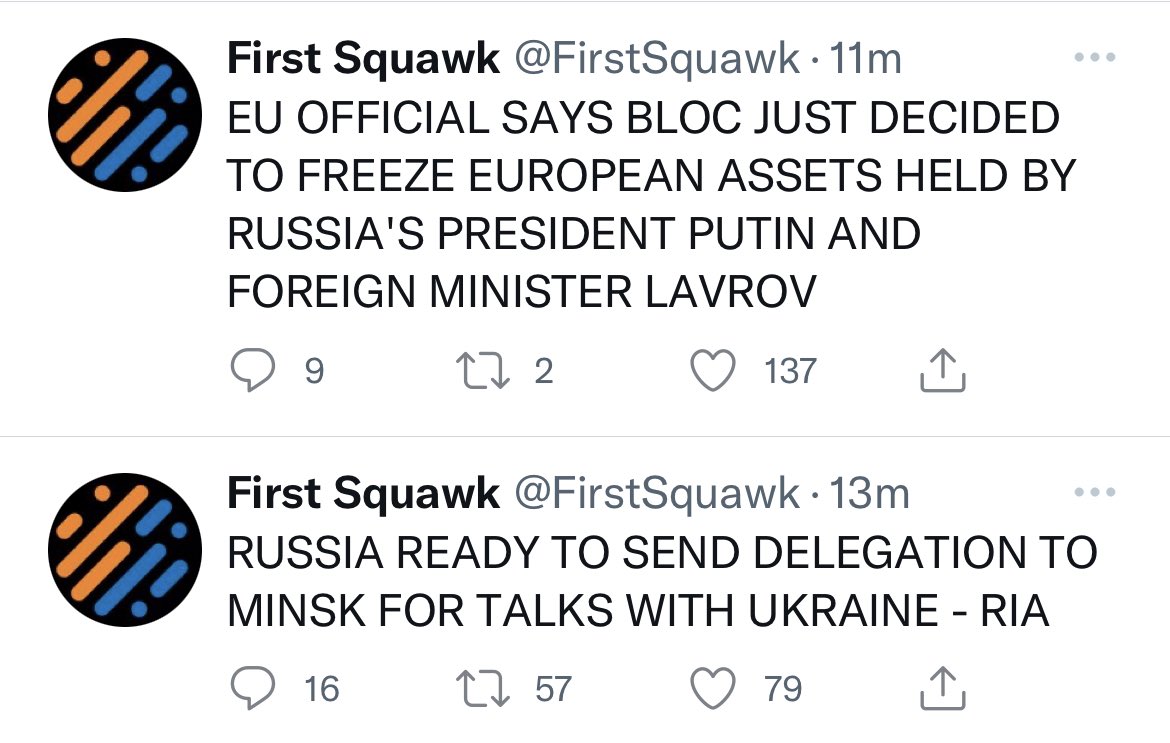 First Squawk @FirstSquawk · 11m
EU OFFICIAL SAYS BLOC JUST DECIDED
TO FREEZE EUROPEAN ASSETS HELD BY
RUSSIA'S PRESIDENT PUTIN AND
FOREIGN MINISTER LAVROV
9 2 137
First Squawk @FirstSquawk · 13m
RUSSIA READY TO SEND DELEGATION TO
MINSK FOR TALKS WITH UKRAINE - RIA
16 57 79